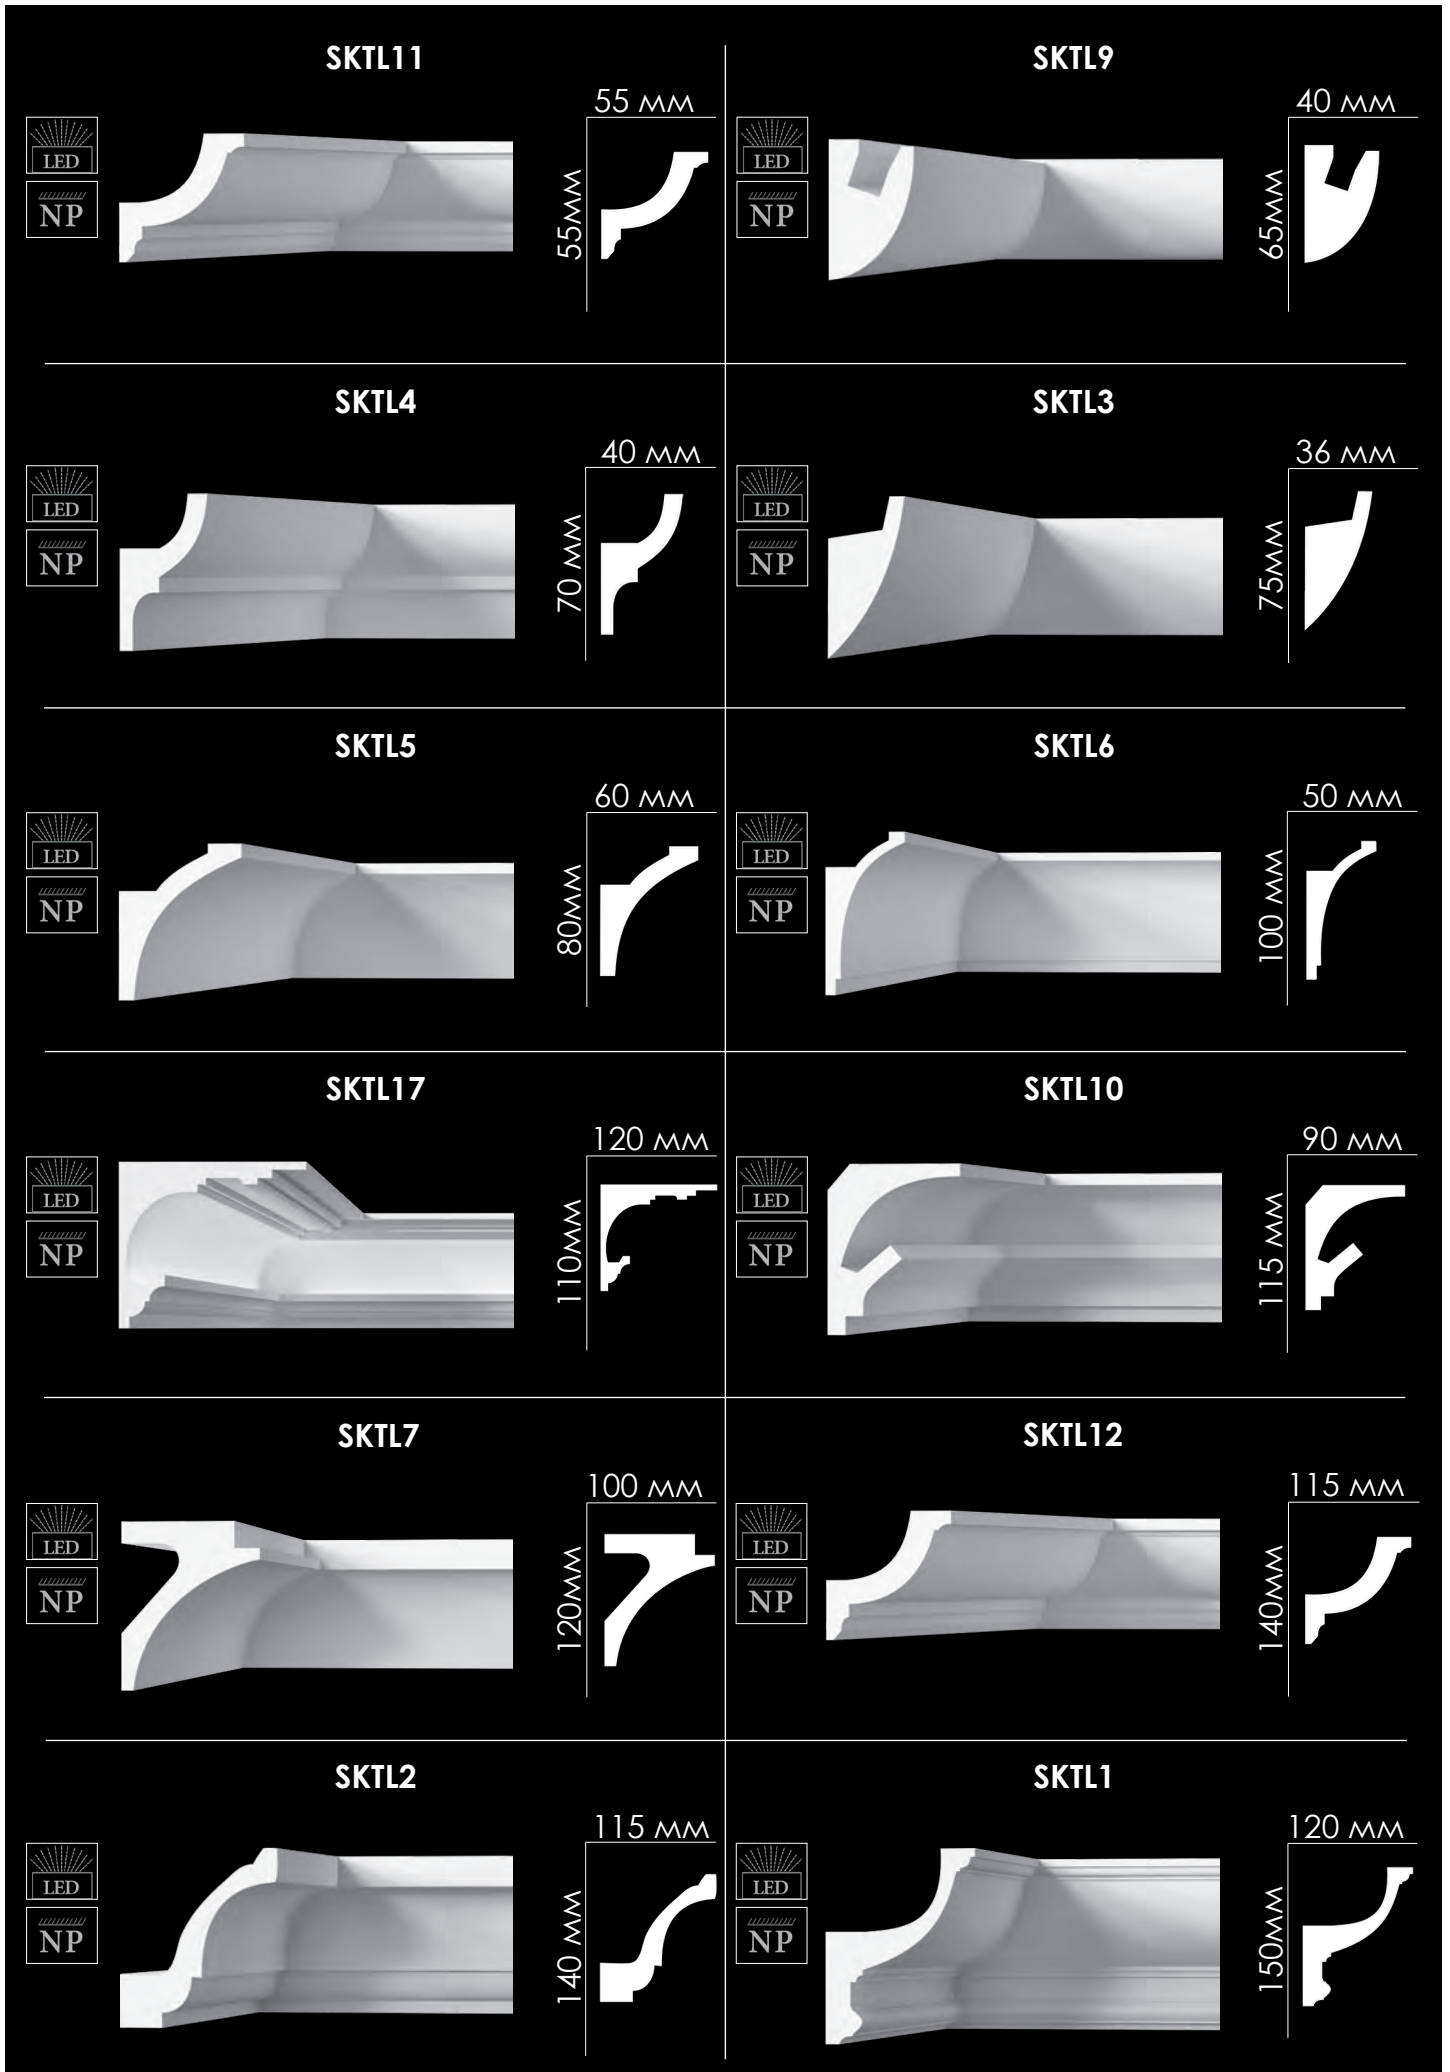 SKTL11
55 мм
LED
NP
55мм
SKTL9
40 мм
LED
NP
65мм
SKTL4
40 мм
LED
NP
70 мм
SKTL3
36 мм
LED
NP
75мм
SKTL5
60 мм
LED
NP
80мм
SKTL6
50 мм
LED
NP
100 мм
SKTL17
120 мм
LED
NP
110мм
SKTL10
90 мм
LED
NP
115 мм
SKTL7
100 мм
LED
NP
120мм
SKTL12
115 мм
LED
NP
140мм
SKTL2
115 мм
LED
NP
140 мм
SKTL1
120 мм
LED
NP
150мм